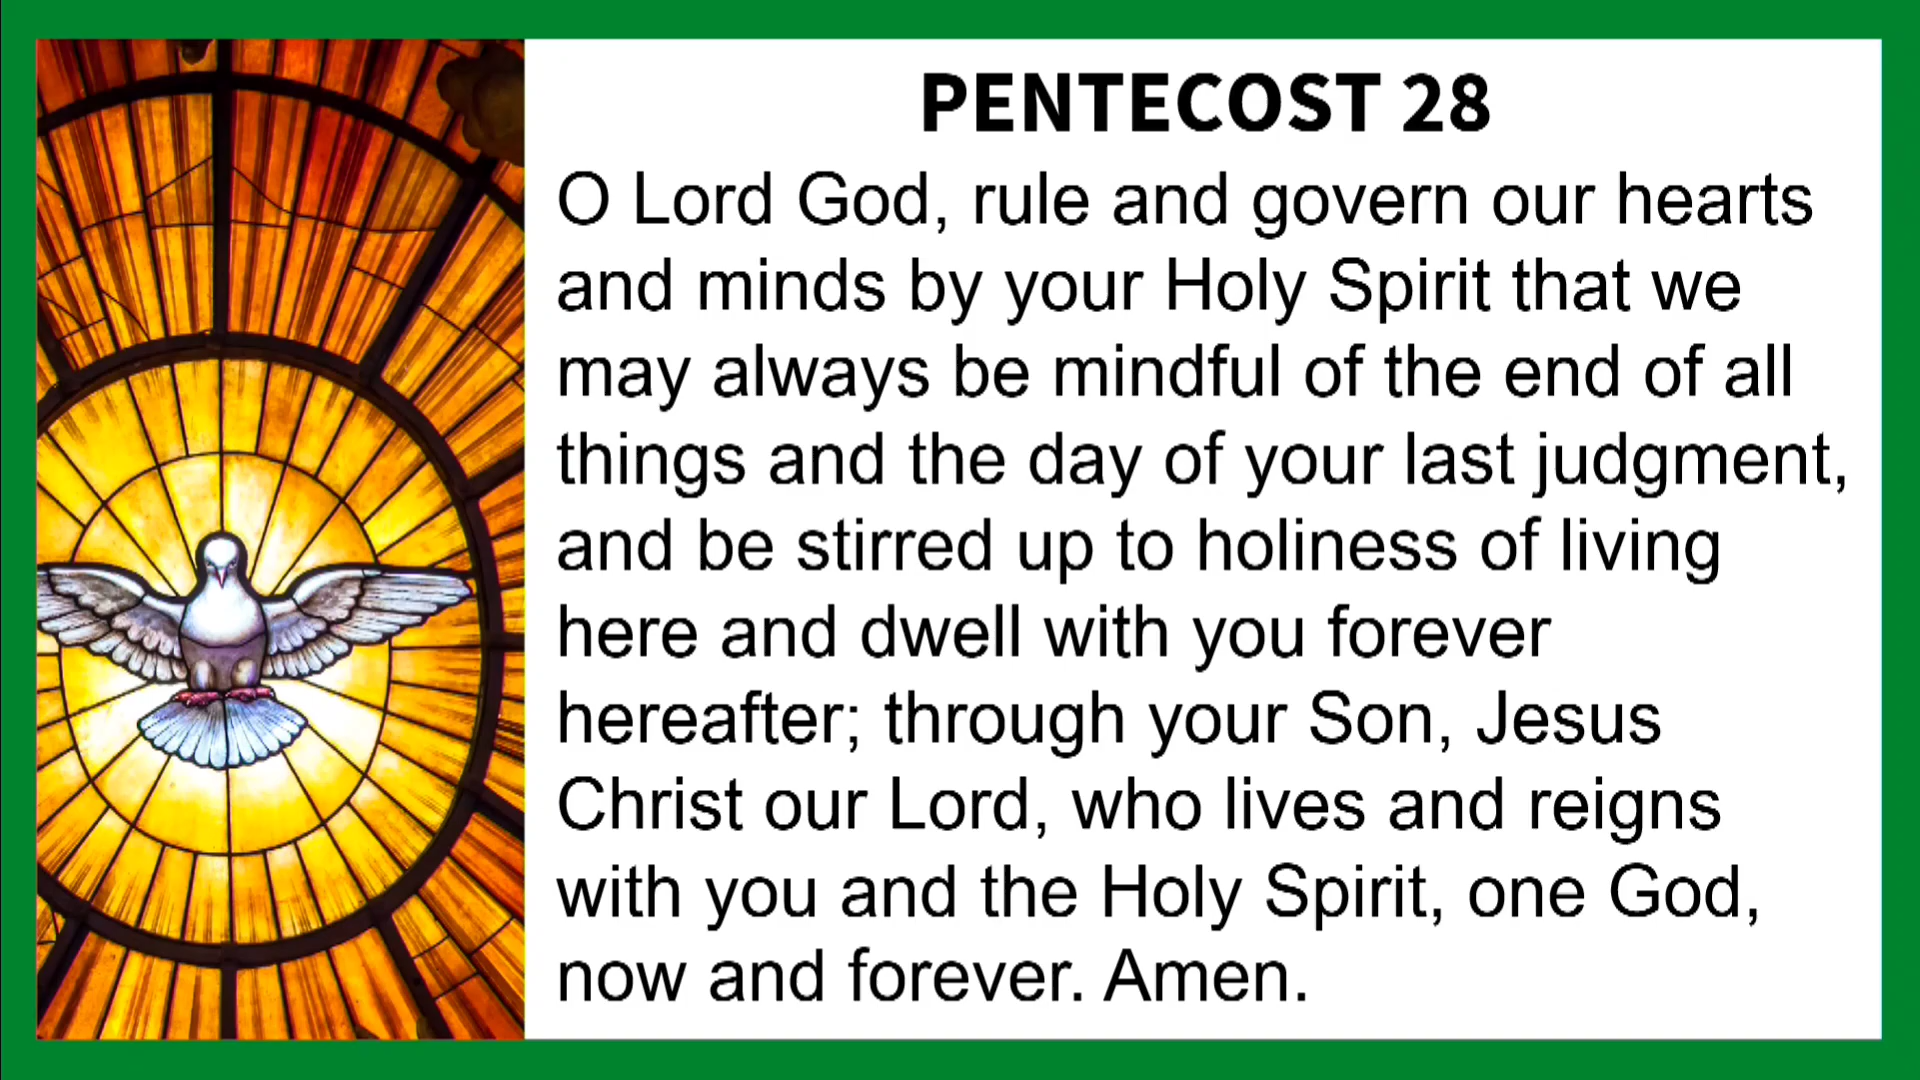 PENTECOST 28
O Lord God, rule and govern our hearts
and minds by your Holy Spirit that we
may always be mindful of the end of all
things and the day of your last judgment,
and be stirred up to holiness of living
here and dwell with you forever
hereafter; through your Son, Jesus
Christ our Lord, who lives and reigns
with you and the Holy Spirit, one God,
now and forever. Amen.